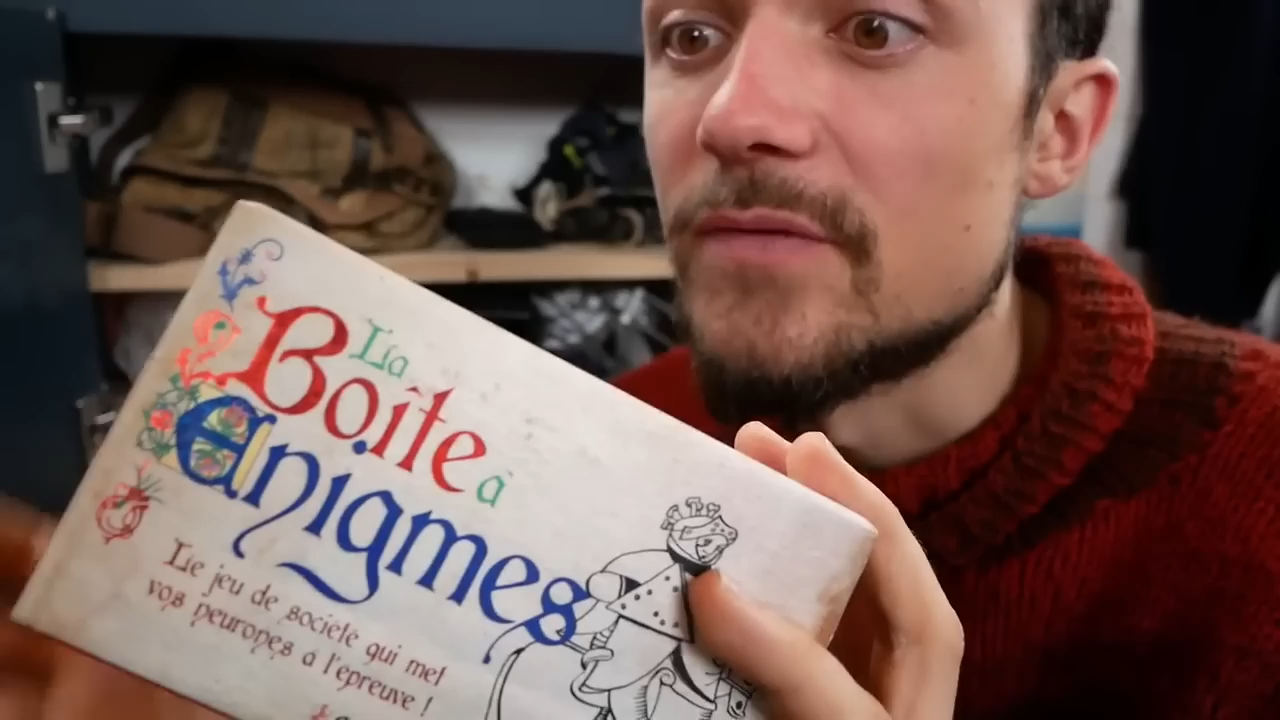 La
Boîte à
Enigmes
Le jeu de société qui met
vos neurones à l'épreuve !